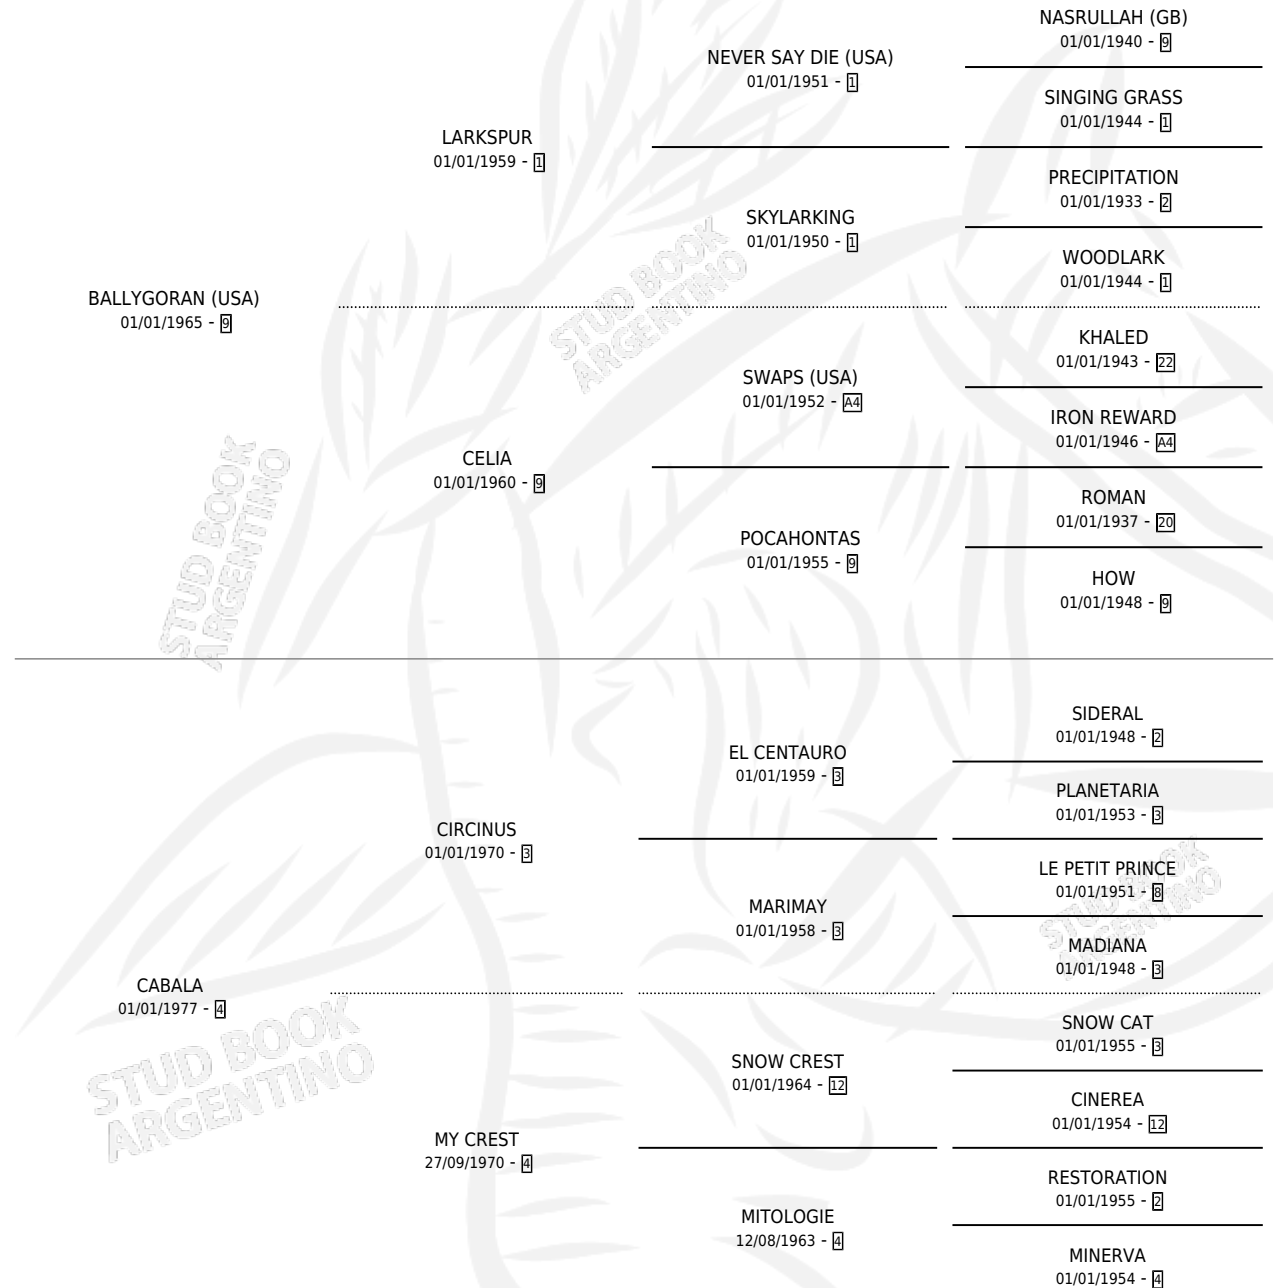 NASRULLAH (GB)
01/01/1940 - 9
NEVER SAY DIE (USA)
01/01/1951 - 1
SINGING GRASS
01/01/1944 - 1
LARKSPUR
01/01/1959 - 1
PRECIPITATION
01/01/1933 - 2
SKYLARKING
01/01/1950 - 1
WOODLARK
01/01/1944 - 1
BALLYGORAN (USA)
01/01/1965 - 9
KHALED
01/01/1943 - 22
SWAPS (USA)
01/01/1952 - A4
IRON REWARD
01/01/1946 - A4
CELIA
01/01/1960 - 9
ROMAN
01/01/1937 - 20
POCAHONTAS
01/01/1955 - 9
HOW
01/01/1948 - 9
SIDERAL
01/01/1948 - 2
EL CENTAURO
01/01/1959 - 3
PLANETARIA
01/01/1953 - 3
CIRCINUS
01/01/1970 - 3
LE PETIT PRINCE
01/01/1951 - 8
MARIMAY
01/01/1958 - 3
MADIANA
01/01/1948 - 3
CABALA
01/01/1977 - 4
SNOW CAT
01/01/1955 - 3
SNOW CREST
01/01/1964 - 12
CINEREA
01/01/1954 - 12
MY CREST
27/09/1970 - 4
RESTORATION
01/01/1955 - 2
MITOLOGIE
12/08/1963 - 4
MINERVA
01/01/1954 - 4
STUD BOOK
ARGENTINO
STUD BOOK
ARGENTINO
STUD BOOK
ARGENTINO
STUD BOOK
ARGENTINO